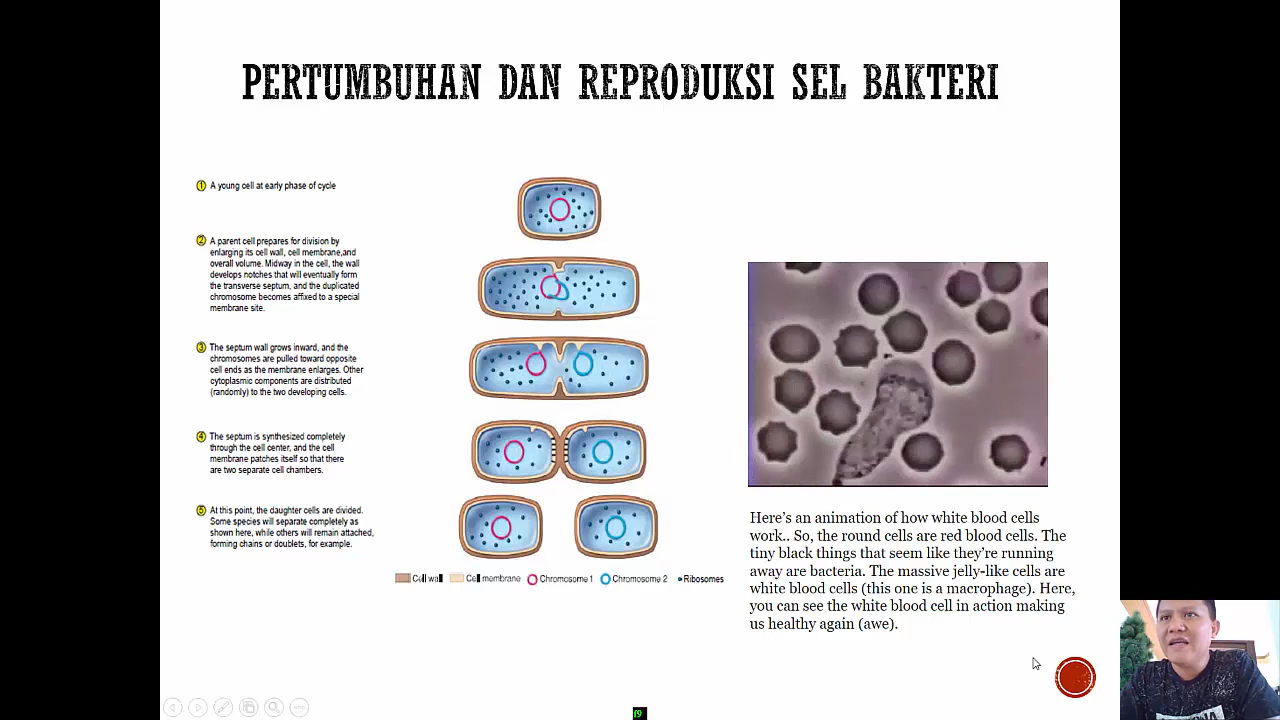 PERTUMBUHAN DAN REPRODUKSI SEL BAKTERI
1 A young cell at early phase of cycle
2 A parent cell prepares for division by
enlarging its cell wall, cell membrane,and
overall volume. Midway in the cell, the wall
develops notches that will eventually form
the transverse septum, and the duplicated
chromosome becomes affixed to a special
membrane site.
3 The septum wall grows inward, and the
chromosomes are pulled toward opposite
cell ends as the membrane enlarges. Other
cytoplasmic components are distributed
(randomly) to the two developing cells.
4 The septum is synthesized completely
through the cell center, and the cell
membrane patches itself so that there
are two separate cell chambers.
5 At this point, the daughter cells are divided.
Some species will separate completely as
shown here, while others will remain attached,
forming chains or doublets, for example.
Cell wall Cell membrane Chromosome 1 Chromosome 2 Ribosomes
Here's an animation of how white blood cells
work.. So, the round cells are red blood cells. The
tiny black things that seem like they're running
away are bacteria. The massive jelly-like cells are
white blood cells (this one is a macrophage). Here,
you can see the white blood cell in action making
us healthy again (awe).
f9